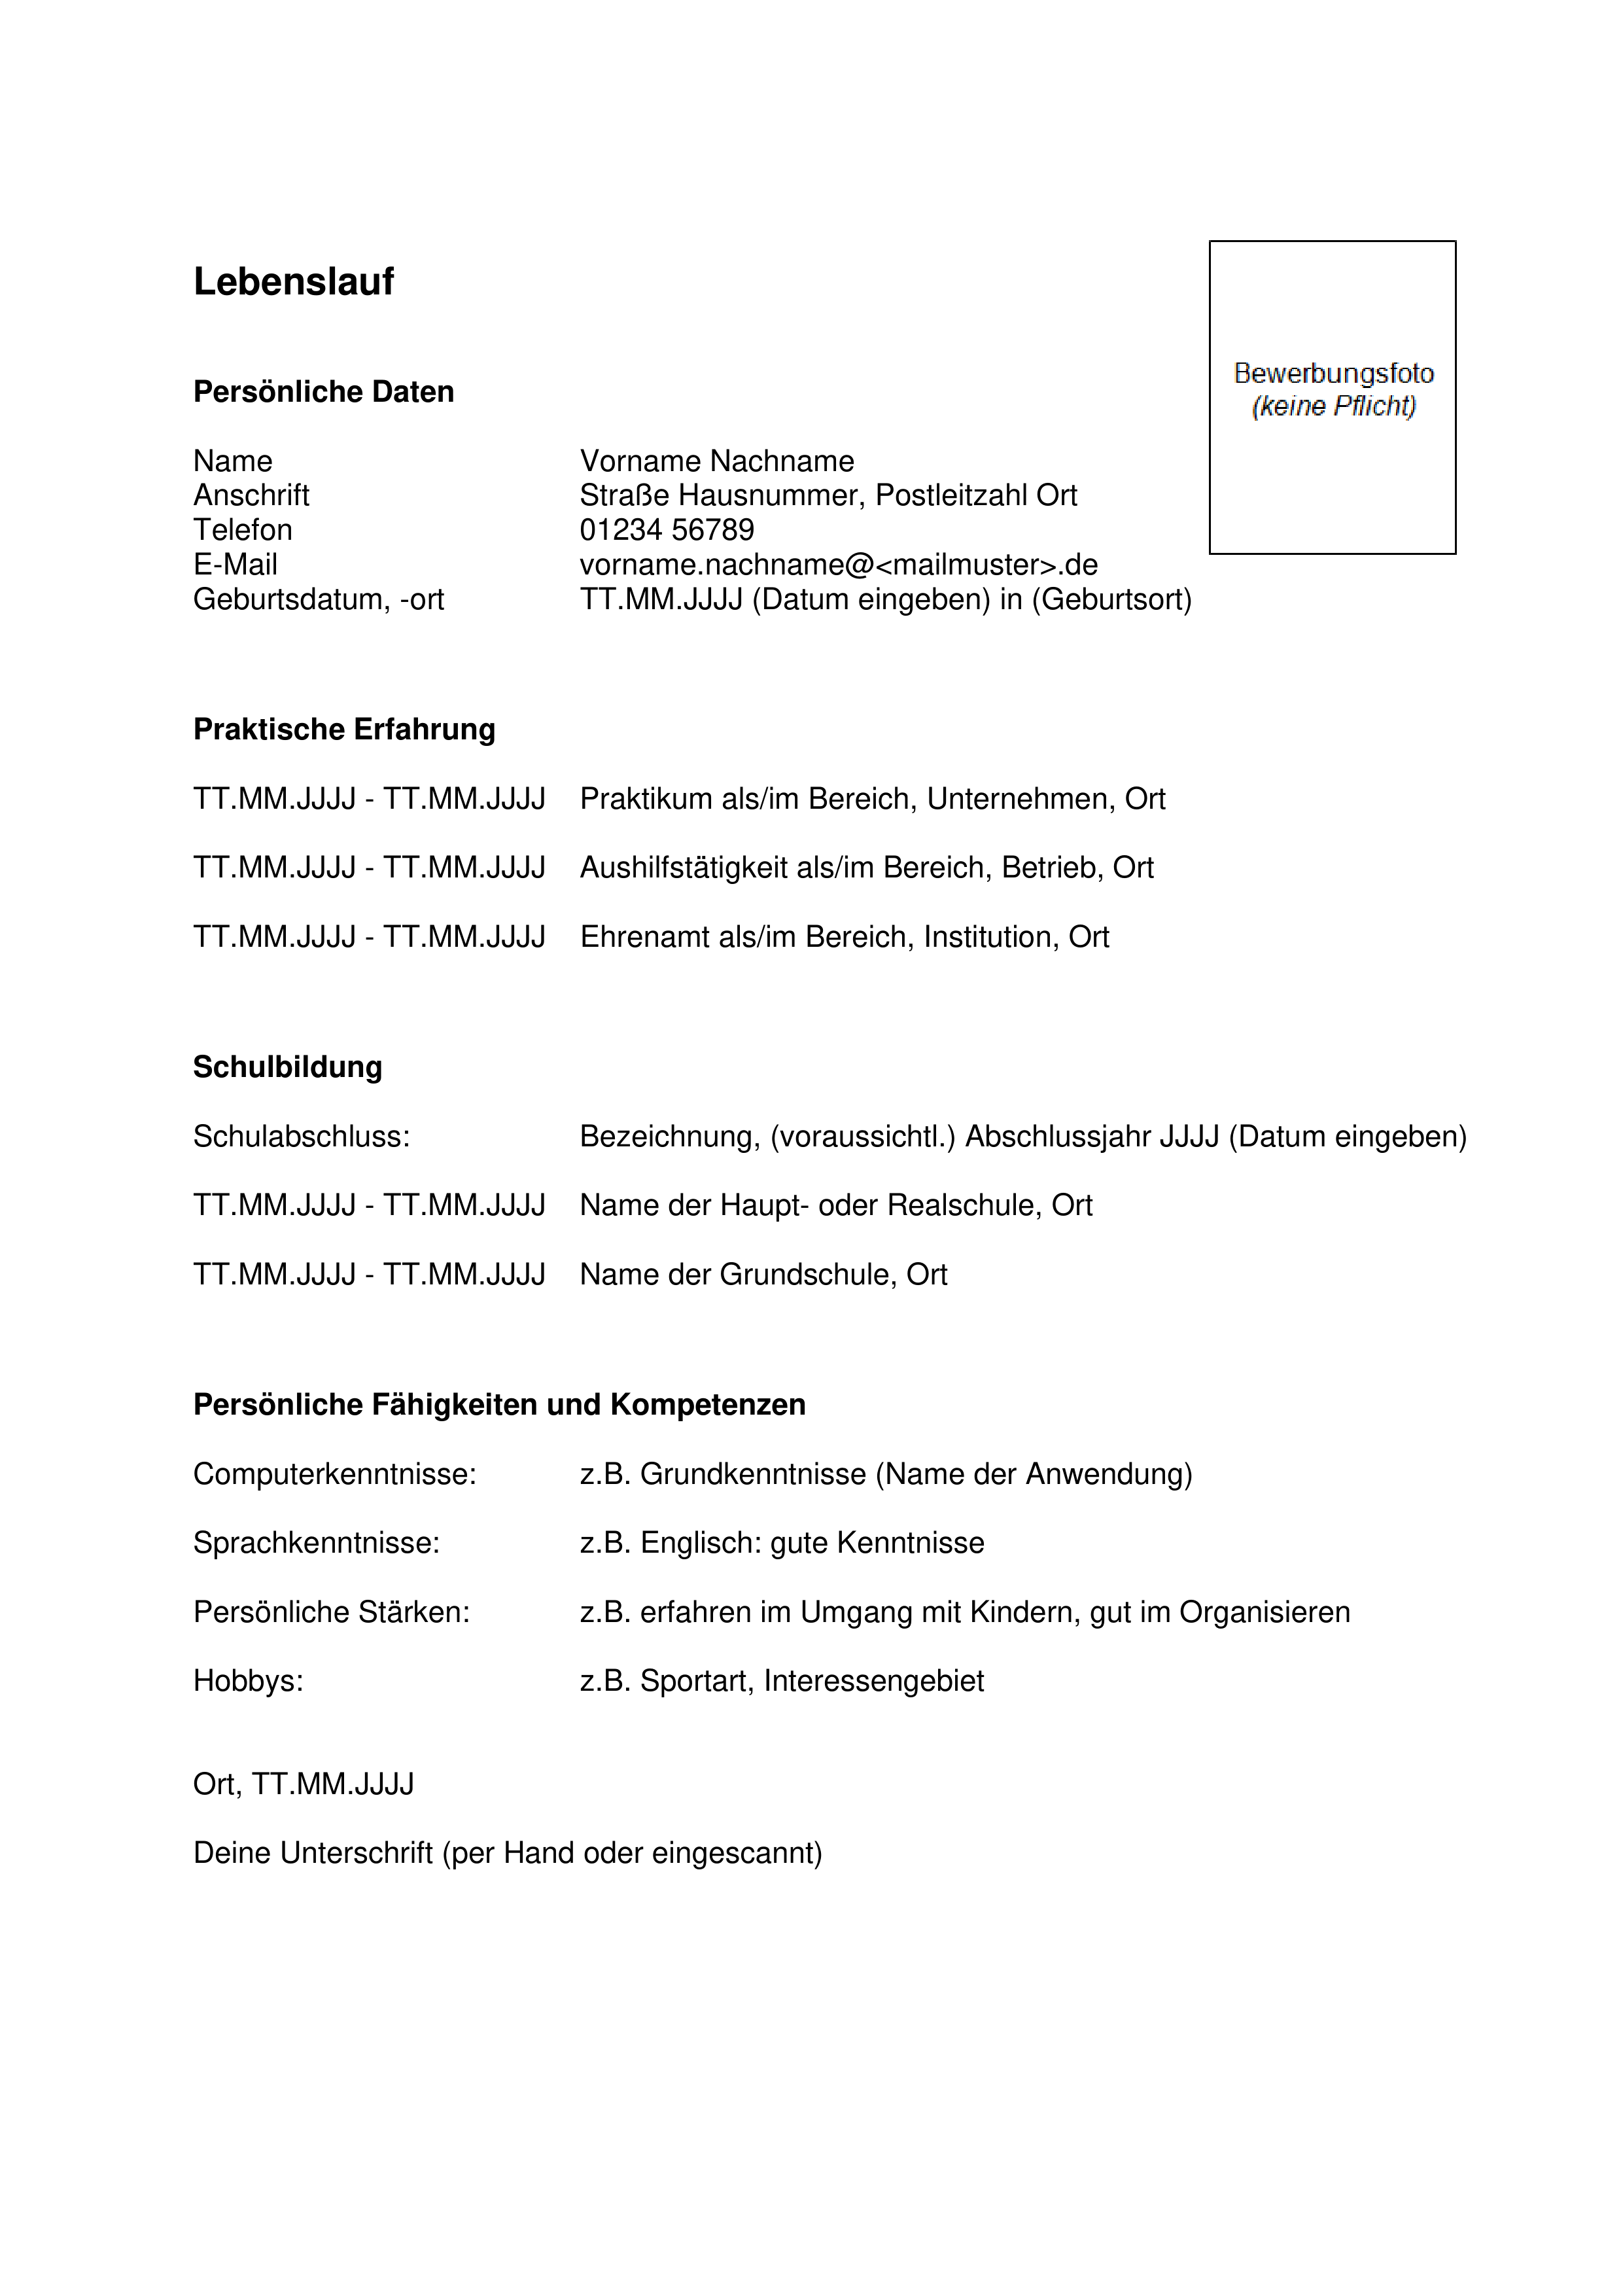 Lebenslauf
Bewerbungsfoto
(keine Pflicht)
Persönliche Daten
Name Vorname Nachname
Anschrift Straße Hausnummer, Postleitzahl Ort
Telefon 01234 56789
E-Mail vorname.nachname@<mailmuster>.de
Geburtsdatum, -ort TT.MM.JJJJ (Datum eingeben) in (Geburtsort)
Praktische Erfahrung
TT.MM.JJJJ - TT.MM.JJJJ Praktikum als/im Bereich, Unternehmen, Ort
TT.MM.JJJJ - TT.MM.JJJJ Aushilfstätigkeit als/im Bereich, Betrieb, Ort
TT.MM.JJJJ - TT.MM.JJJJ Ehrenamt als/im Bereich, Institution, Ort
Schulbildung
Schulabschluss: Bezeichnung, (voraussichtl.) Abschlussjahr JJJJ (Datum eingeben)
TT.MM.JJJJ - TT.MM.JJJJ Name der Haupt- oder Realschule, Ort
TT.MM.JJJJ - TT.MM.JJJJ Name der Grundschule, Ort
Persönliche Fähigkeiten und Kompetenzen
Computerkenntnisse: z.B. Grundkenntnisse (Name der Anwendung)
Sprachkenntnisse: z.B. Englisch: gute Kenntnisse
Persönliche Stärken: z.B. erfahren im Umgang mit Kindern, gut im Organisieren
Hobbys: z.B. Sportart, Interessengebiet
Ort, TT.MM.JJJJ
Deine Unterschrift (per Hand oder eingescannt)